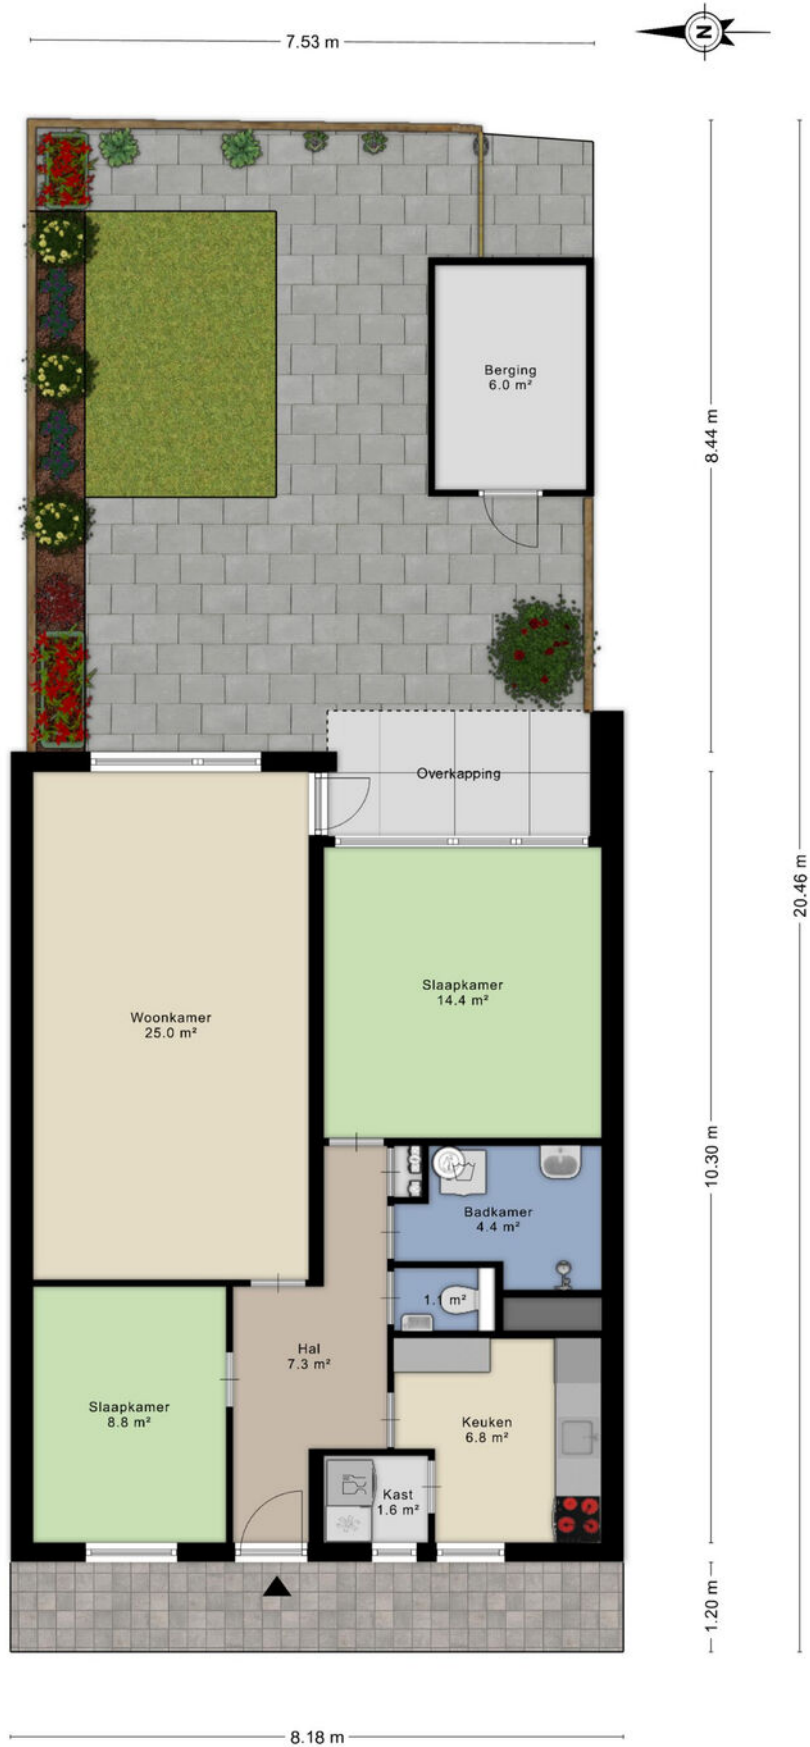 7.53 m
N
Berging
6.0 m²
8.44 m
Overkapping
20.46 m
Slaapkamer
14.4 m²
Woonkamer
25.0 m²
10.30 m
Badkamer
4.4 m²
m²
Hal
7.3 m²
Slaapkamer
8.8 m²
Keuken
6.8 m²
Kast
1.6 m²
1.20 m
8.18 m